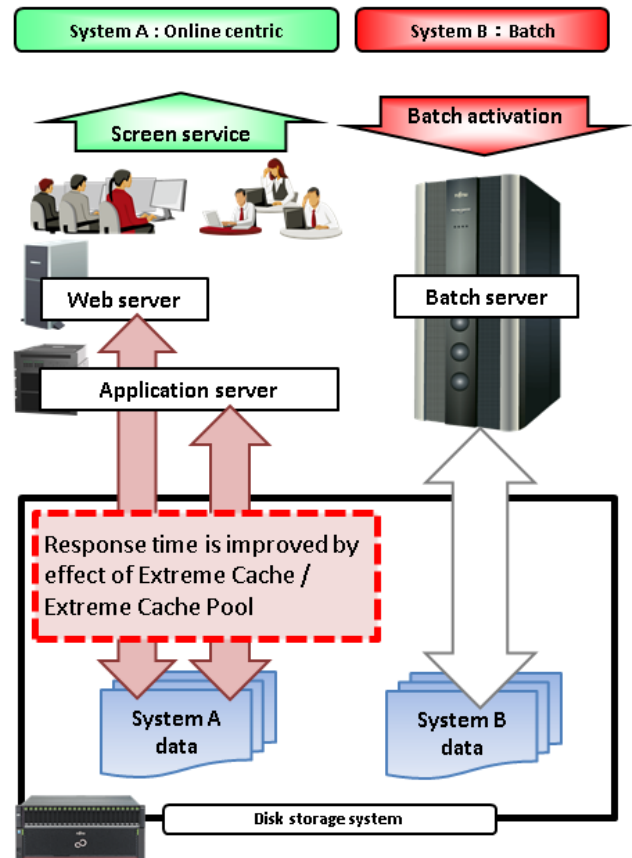 System A : Online centric
System B : Batch
Screen service
Batch activation
Web server
Batch server
Application server
Response time is improved by
effect of Extreme Cache /
Extreme Cache Pool
System A
data
System B
data
Disk storage system